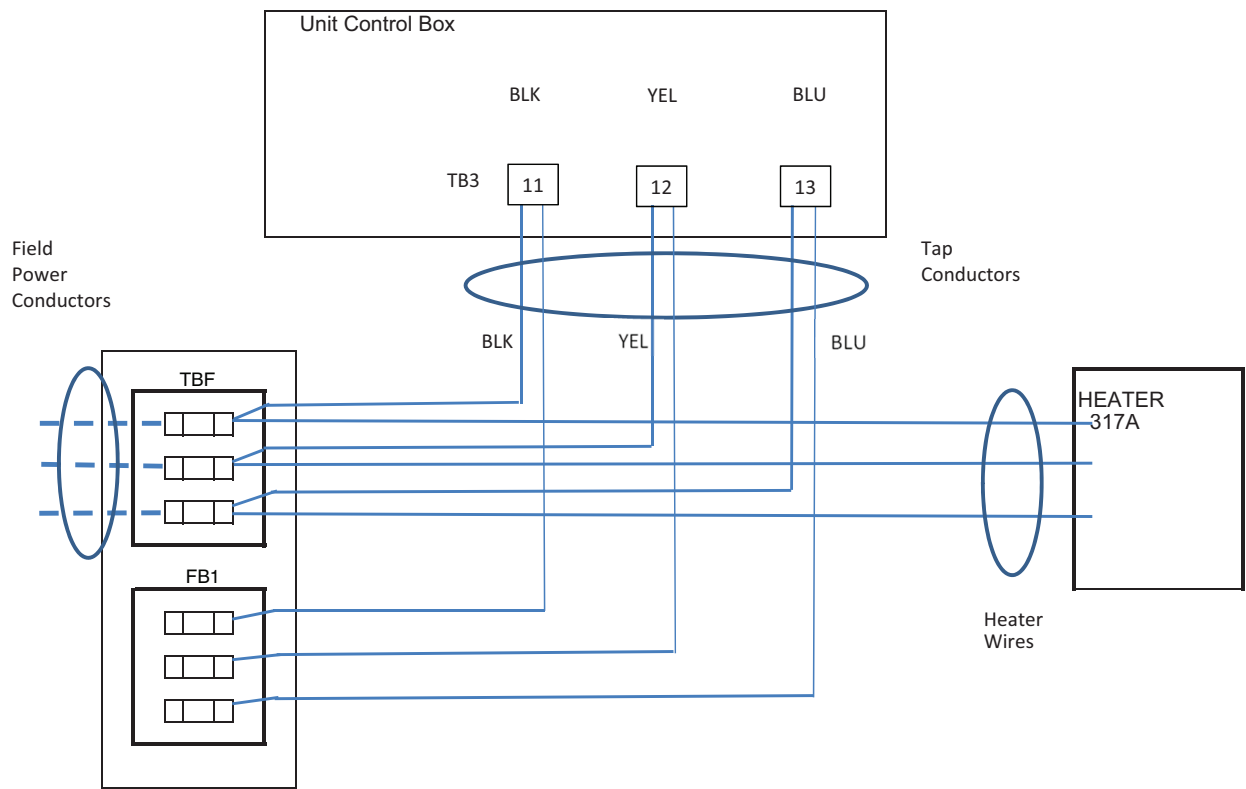 Unit Control Box
BLK YEL BLU
TB3 11 12 13
Field
Power
Conductors
Tap
Conductors
BLK YEL BLU
TBF
HEATER
317A
FB1
Heater
Wires